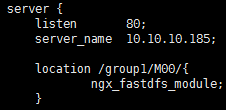 server {
listen 80;
server_name 10.10.10.185;
location /group1/M00/{
ngx_fastdfs_module;
}